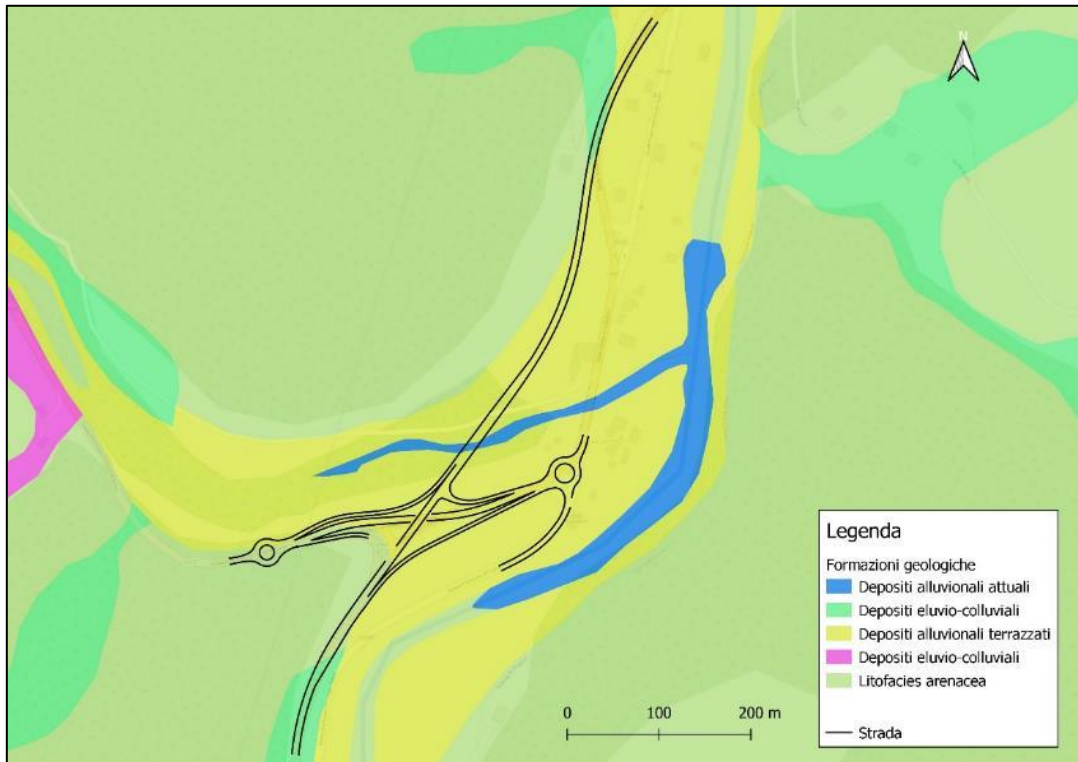 N
Legenda
Formazioni geologiche
Depositi alluvionali attuali
Depositi eluvio-colluviali
Depositi alluvionali terrazzati
Depositi eluvio-colluviali
Litofacies arenacea
Strada
0 100 200 m